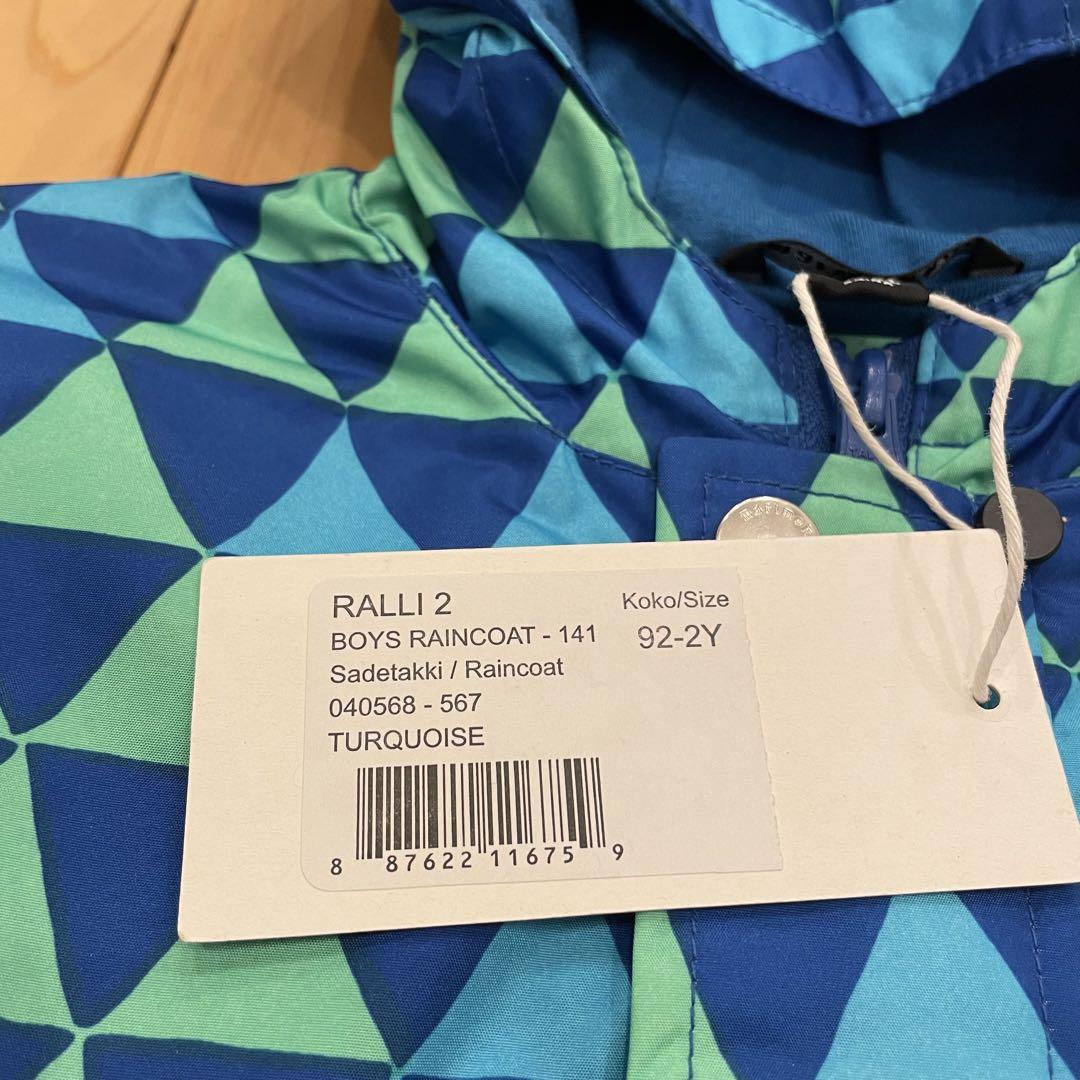 RALLI 2
Koko/Size
BOYS RAINCOAT - 141
92-2Y
Sadetakki / Raincoat
040568 - 567
TURQUOISE
8 87622 11675 9